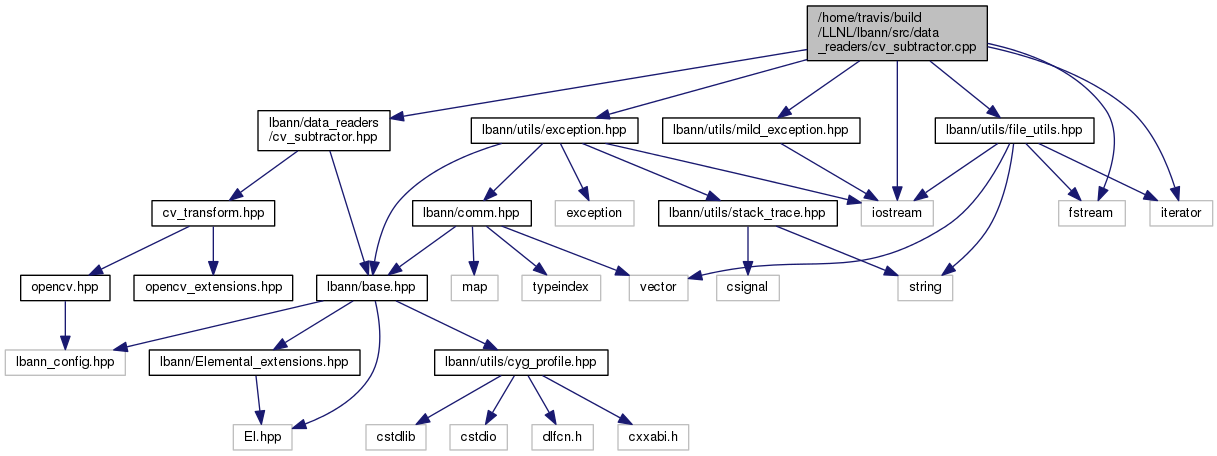 /home/travis/build
/LLNL/lbann/src/data
_readers/cv_subtractor.cpp
lbann/data_readers
/cv_subtractor.hpp
lbann/utils/exception.hpp
lbann/utils/mild_exception.hpp
lbann/utils/file_utils.hpp
cv_transform.hpp
lbann/comm.hpp
exception
lbann/utils/stack_trace.hpp
iostream
fstream
iterator
opencv.hpp
opencv_extensions.hpp
lbann/base.hpp
map
typeindex
vector
csignal
string
lbann_config.hpp
lbann/Elemental_extensions.hpp
lbann/utils/cyg_profile.hpp
El.hpp
cstdlib
cstdio
dlfcn.h
cxxabi.h